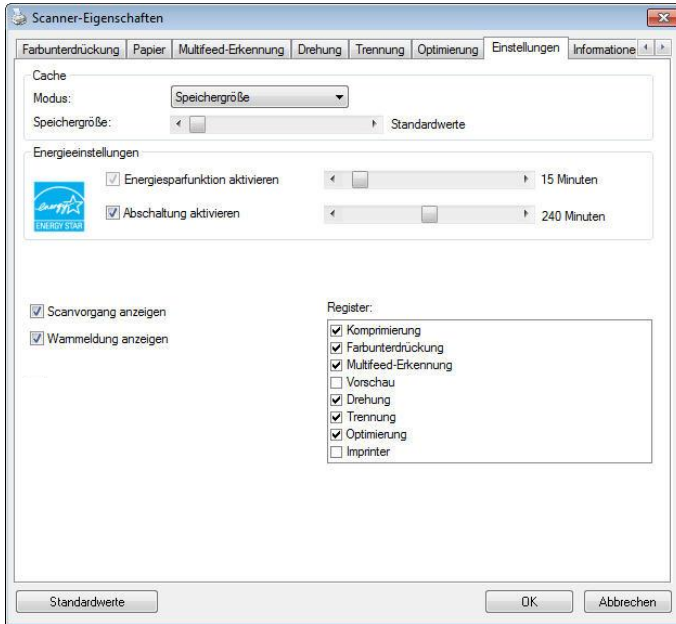 Scanner-Eigenschaften
Farbunterdrückung Papier Multifeed-Erkennung Drehung Trennung Optimierung Einstellungen Informatione
Cache
Modus: Speichergröße
Speichergröße: Standardwerte
Energieeinstellungen
Energiesparfunktion aktivieren 15 Minuten
energy
ENERGY STAR
Abschaltung aktivieren 240 Minuten
Scanvorgang anzeigen
Warnmeldung anzeigen
Register:
Komprimierung
Farbunterdrückung
Multifeed-Erkennung
Vorschau
Drehung
Trennung
Optimierung
Imprinter
Standardwerte OK Abbrechen